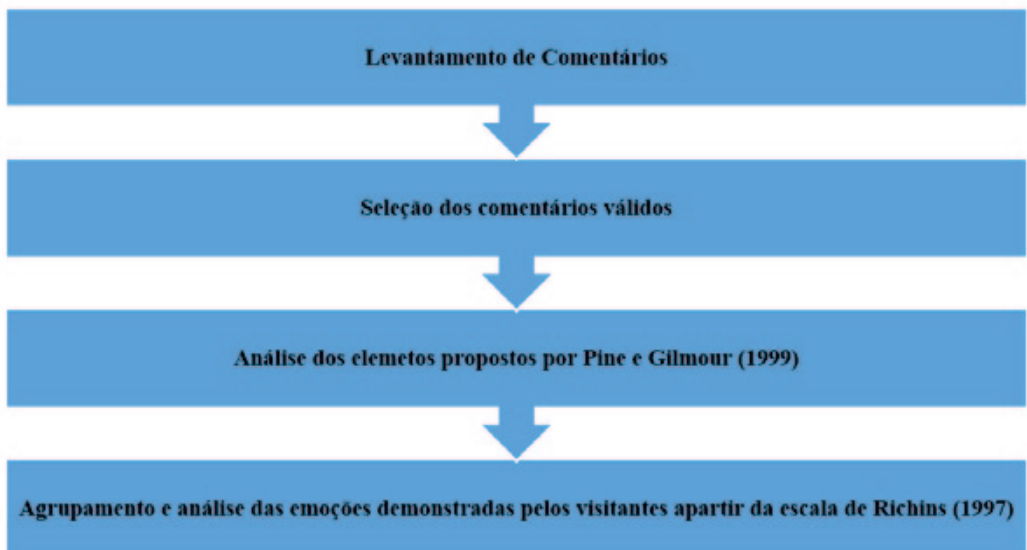 Levantamento de Comentários
Seleção dos comentários válidos
Análise dos elemetos propostos por Pine e Gilmour (1999)
Agrupamento e análise das emoções demonstradas pelos visitantes apartir da escala de Richins (1997)